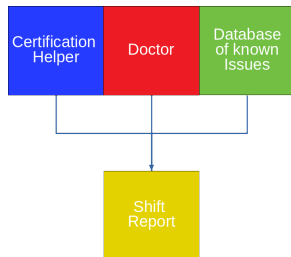 Certification
Helper
Doctor
Database
of known
Issues
Shift
Report